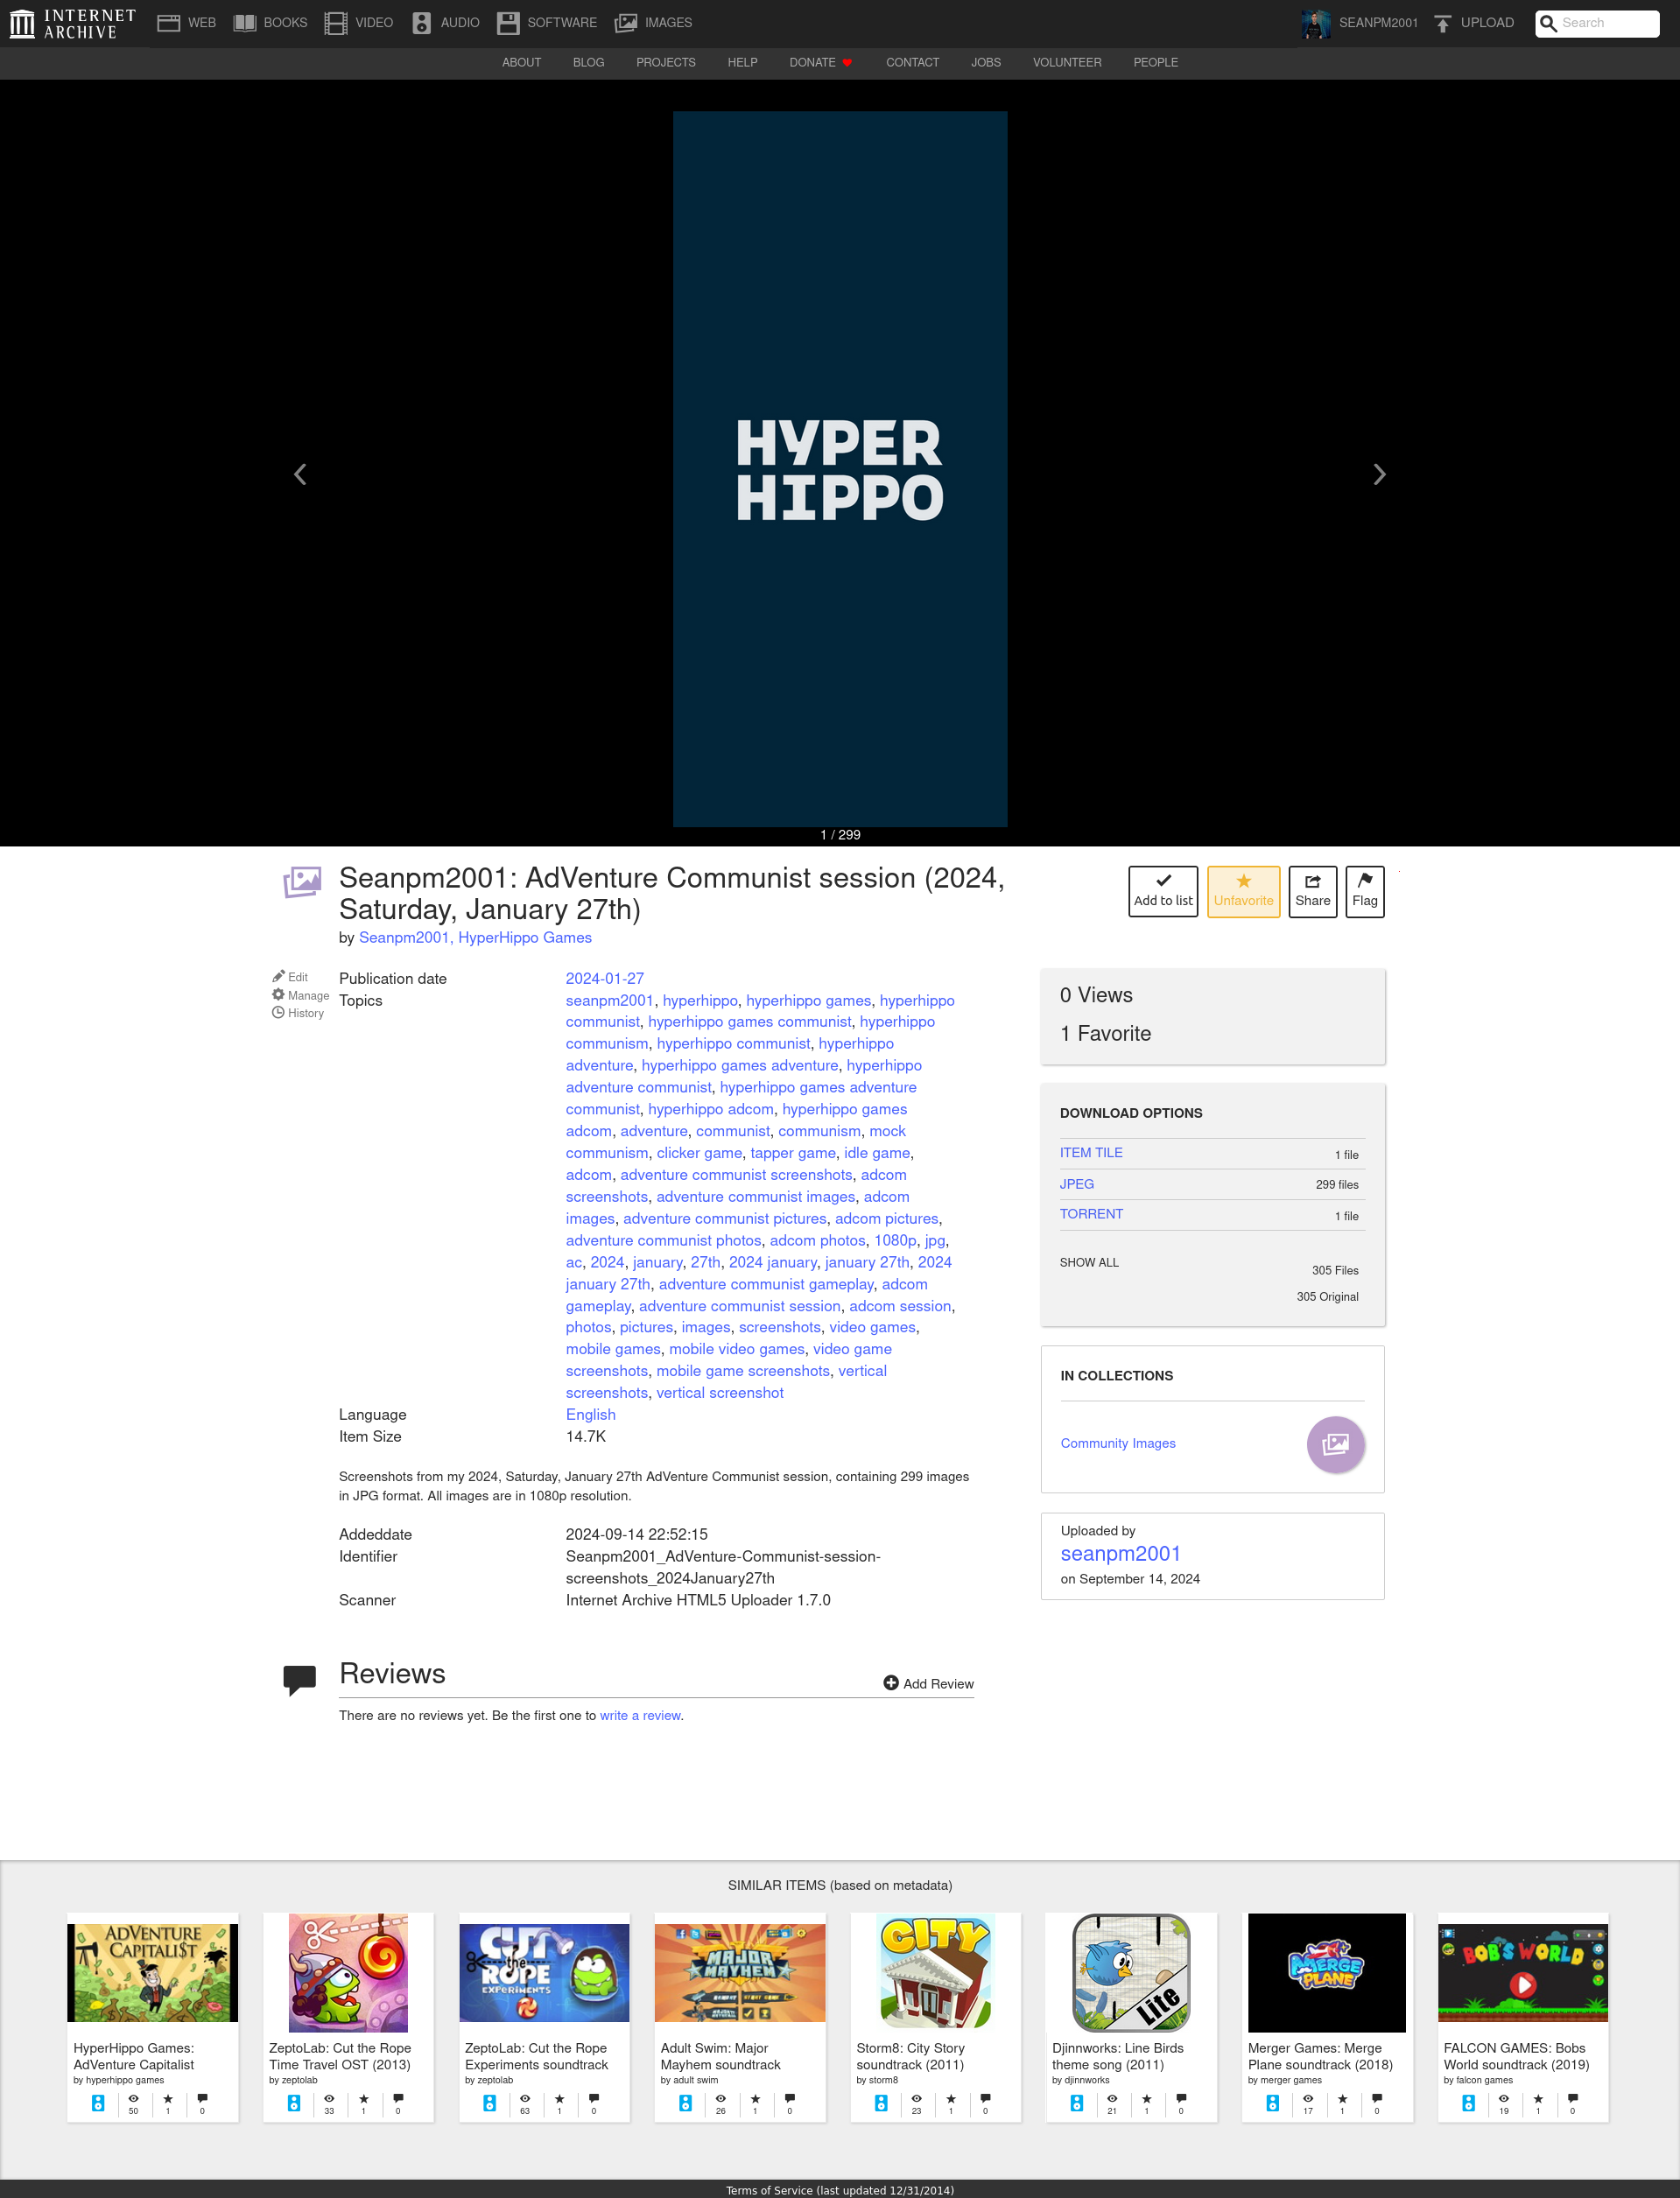 INTERNET
ARCHIVE
WEB
BOOKS
VIDEO
AUDIO
SOFTWARE
IMAGES
SEANPM2001
UPLOAD
Search
ABOUT
BLOG
PROJECTS
HELP
DONATE
CONTACT
JOBS
VOLUNTEER
PEOPLE
HYPER
HIPPO
1 / 299
Seanpm2001: AdVenture Communist session (2024,
Saturday, January 27th)
by Seanpm2001, HyperHippo Games
Add to list
Unfavorite
Share
Flag
Edit
Manage
History
Publication date 2024-01-27
Topics seanpm2001, hyperhippo, hyperhippo games, hyperhippo
communist, hyperhippo games communist, hyperhippo
communism, hyperhippo communist, hyperhippo
adventure, hyperhippo games adventure, hyperhippo
adventure communist, hyperhippo games adventure
communist, hyperhippo adcom, hyperhippo games
adcom, adventure, communist, communism, mock
communism, clicker game, tapper game, idle game,
adcom, adventure communist screenshots, adcom
screenshots, adventure communist images, adcom
images, adventure communist pictures, adcom pictures,
adventure communist photos, adcom photos, 1080p, jpg,
ac, 2024, january, 27th, 2024 january, january 27th, 2024
january 27th, adventure communist gameplay, adcom
gameplay, adventure communist session, adcom session,
photos, pictures, images, screenshots, video games,
mobile games, mobile video games, video game
screenshots, mobile game screenshots, vertical
screenshots, vertical screenshot
Language English
Item Size 14.7K
Screenshots from my 2024, Saturday, January 27th AdVenture Communist session, containing 299 images
in JPG format. All images are in 1080p resolution.
Addeddate 2024-09-14 22:52:15
Identifier Seanpm2001_AdVenture-Communist-session-
screenshots_2024January27th
Scanner Internet Archive HTML5 Uploader 1.7.0
0 Views
1 Favorite
DOWNLOAD OPTIONS
ITEM TILE 1 file
JPEG 299 files
TORRENT 1 file
SHOW ALL 305 Files
305 Original
IN COLLECTIONS
Community Images
Uploaded by
seanpm2001
on September 14, 2024
Reviews
Add Review
There are no reviews yet. Be the first one to write a review.
SIMILAR ITEMS (based on metadata)
ADVENTURE
CAPITALI$T
HyperHippo Games:
AdVenture Capitalist
by hyperhippo games
50 1 0
ZeptoLab: Cut the Rope
Time Travel OST (2013)
by zeptolab
33 1 0
CUT
the
ROPE
EXPERIMENTS
ZeptoLab: Cut the Rope
Experiments soundtrack
by zeptolab
63 1 0
MAJOR
MAYHEM
Adult Swim: Major
Mayhem soundtrack
by adult swim
26 1 0
CITY
Storm8: City Story
soundtrack (2011)
by storm8
23 1 0
Lite
Djinnworks: Line Birds
theme song (2011)
by djinnworks
21 1 0
MERGE
PLANE
Merger Games: Merge
Plane soundtrack (2018)
by merger games
17 1 0
BOB'S WORLD
FALCON GAMES: Bobs
World soundtrack (2019)
by falcon games
19 1 0
Terms of Service (last updated 12/31/2014)